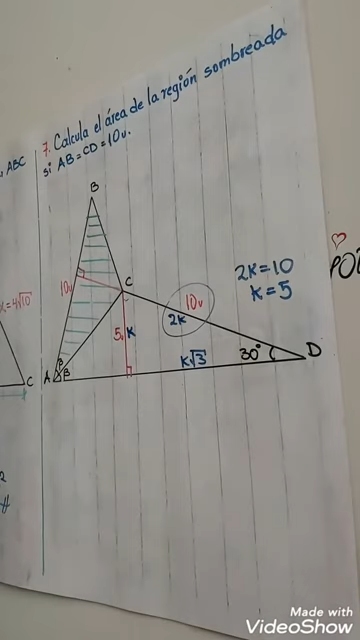 7. Calcula el área de la región sombreada
si AB = CD = 10u.
, ABC
B
10u
C
10u
2k
2k = 10
k = 5
5. k
x = 4√10
k√3
30°
D
A
β
β
C
2
Made with
VideoShow